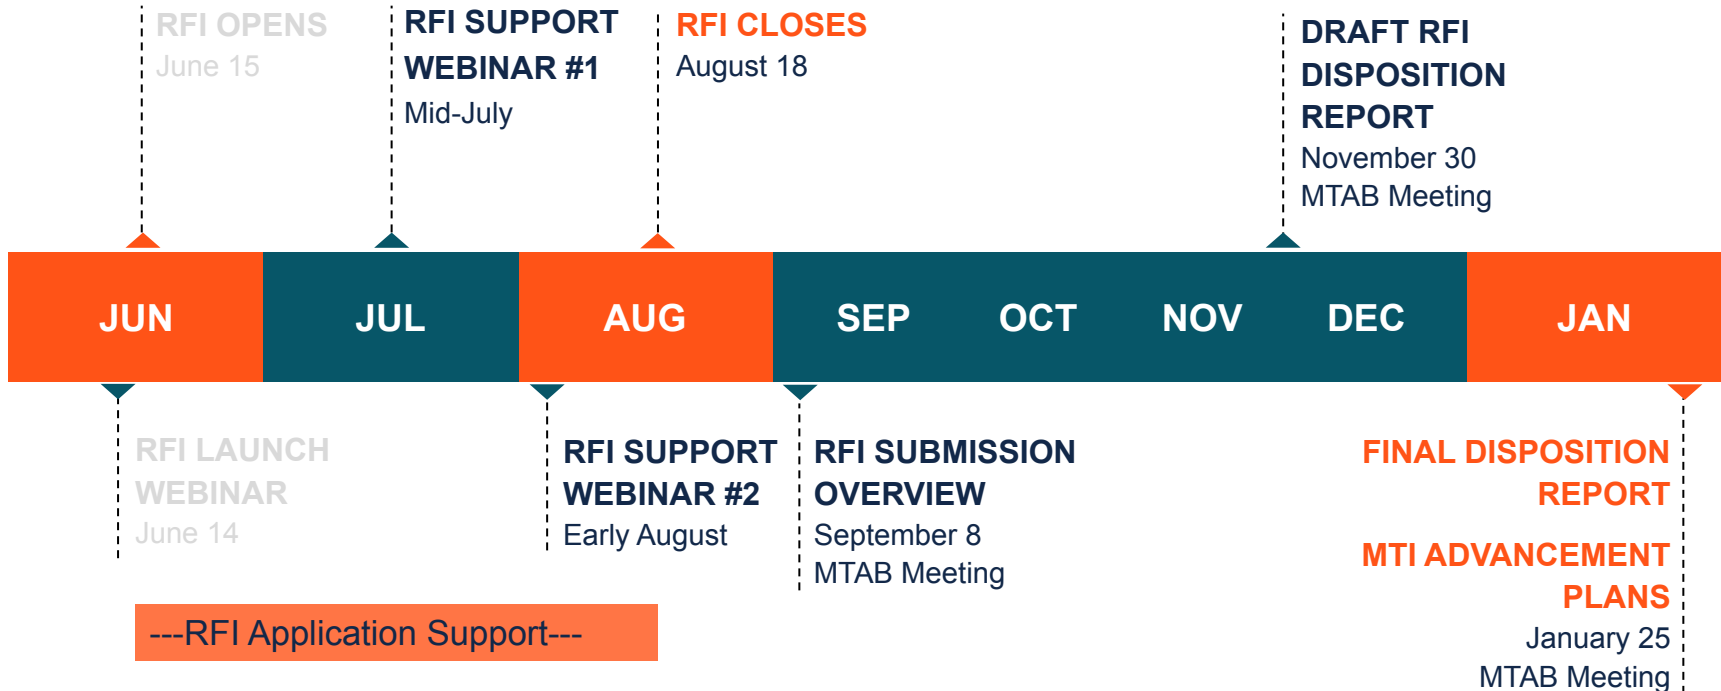 RFI OPENS
June 15
RFI SUPPORT
WEBINAR #1
Mid-July
RFI CLOSES
August 18
DRAFT RFI
DISPOSITION
REPORT
November 30
MTAB Meeting
JUN
JUL
AUG
SEP
OCT
NOV
DEC
JAN
RFI LAUNCH
WEBINAR
June 14
RFI SUPPORT
WEBINAR #2
Early August
RFI SUBMISSION
OVERVIEW
September 8
MTAB Meeting
FINAL DISPOSITION
REPORT
MTI ADVANCEMENT
PLANS
January 25
MTAB Meeting
---RFI Application Support---